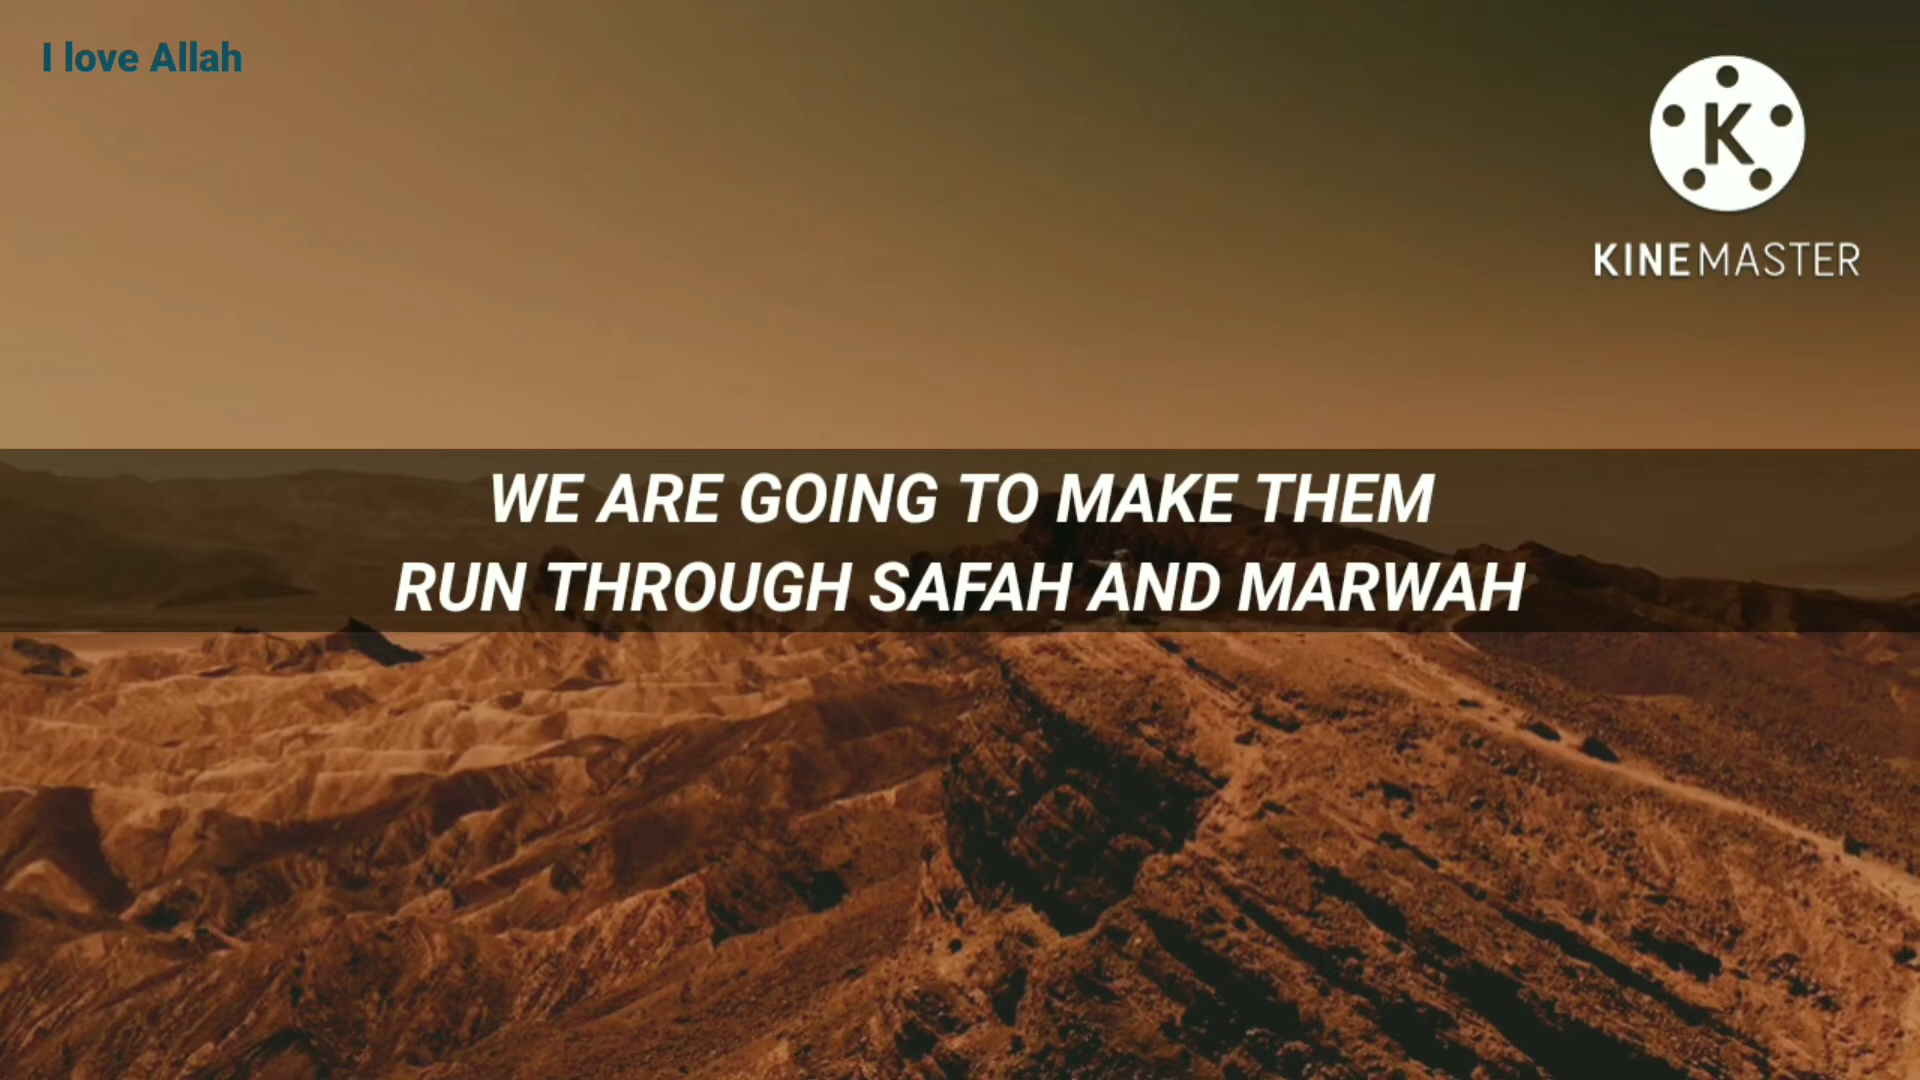 I love Allah
K
KINEMASTER
WE ARE GOING TO MAKE THEM
RUN THROUGH SAFAH AND MARWAH